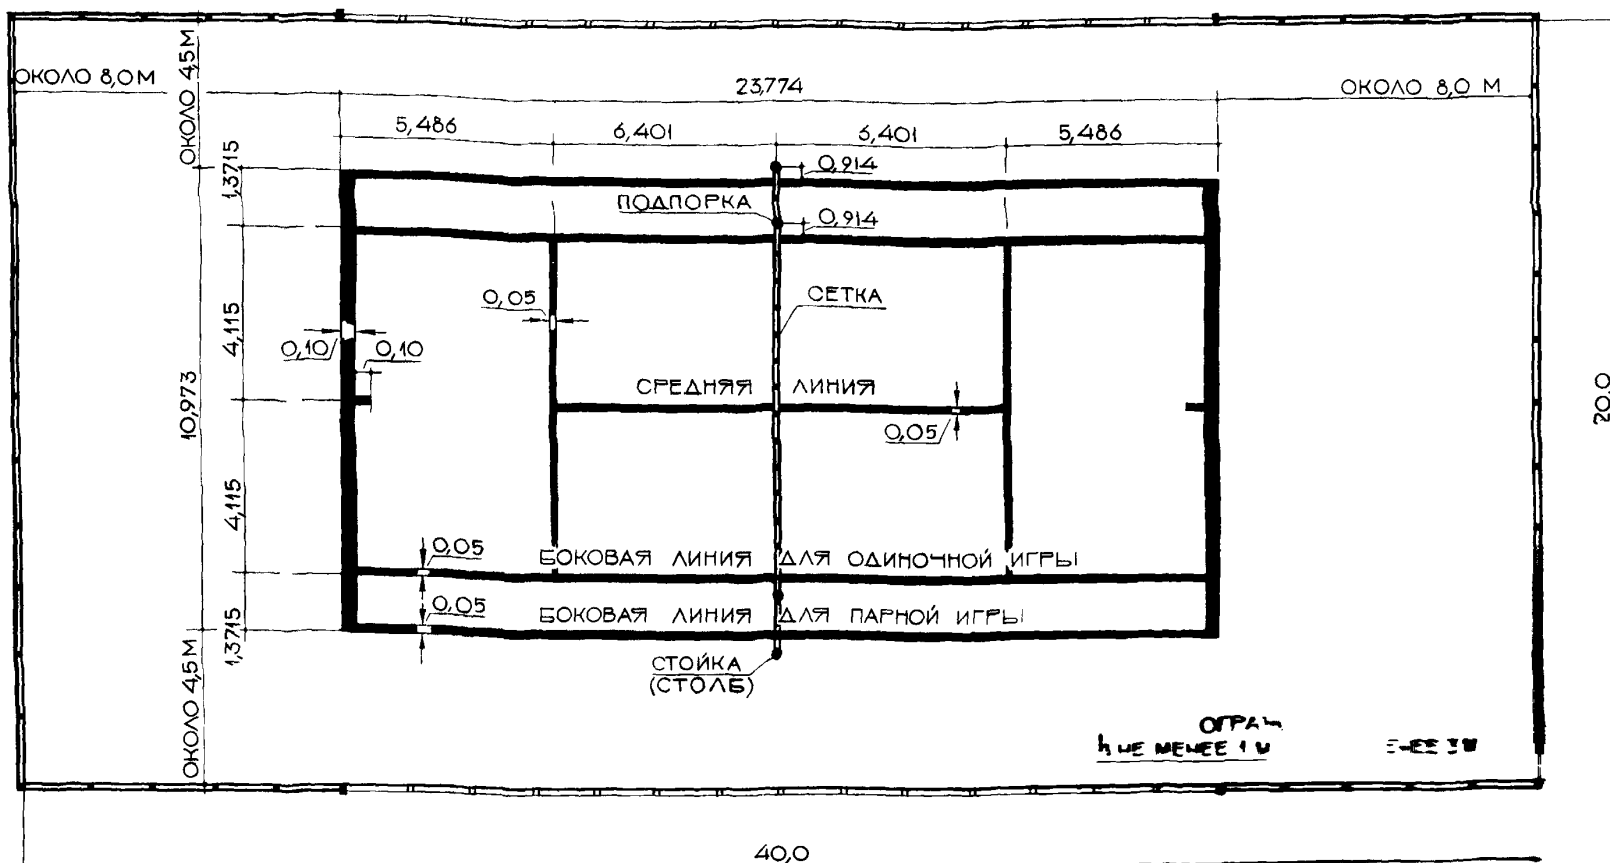 ОКОЛО 8,0 М
ОКОЛО 4,5 М
23,774
ОКОЛО 8,0 М
5,486
6,401
6,401
5,486
1,3715
0,914
ПОДПОРКА
0,914
0,05
СЕТКА
4,115
0,10
0,10
СРЕДНЯЯ ЛИНИЯ
10,973
20.0
0,05
4,115
0,05
БОКОВАЯ ЛИНИЯ ДЛЯ ОДИНОЧНОЙ ИГРЫ
0,05
БОКОВАЯ ЛИНИЯ ДЛЯ ПАРНОЙ ИГРЫ
1,3715
СТОЙКА
(СТОЛБ)
ОКОЛО 4,5 М
h НЕ МЕНЕЕ 1 М
40,0